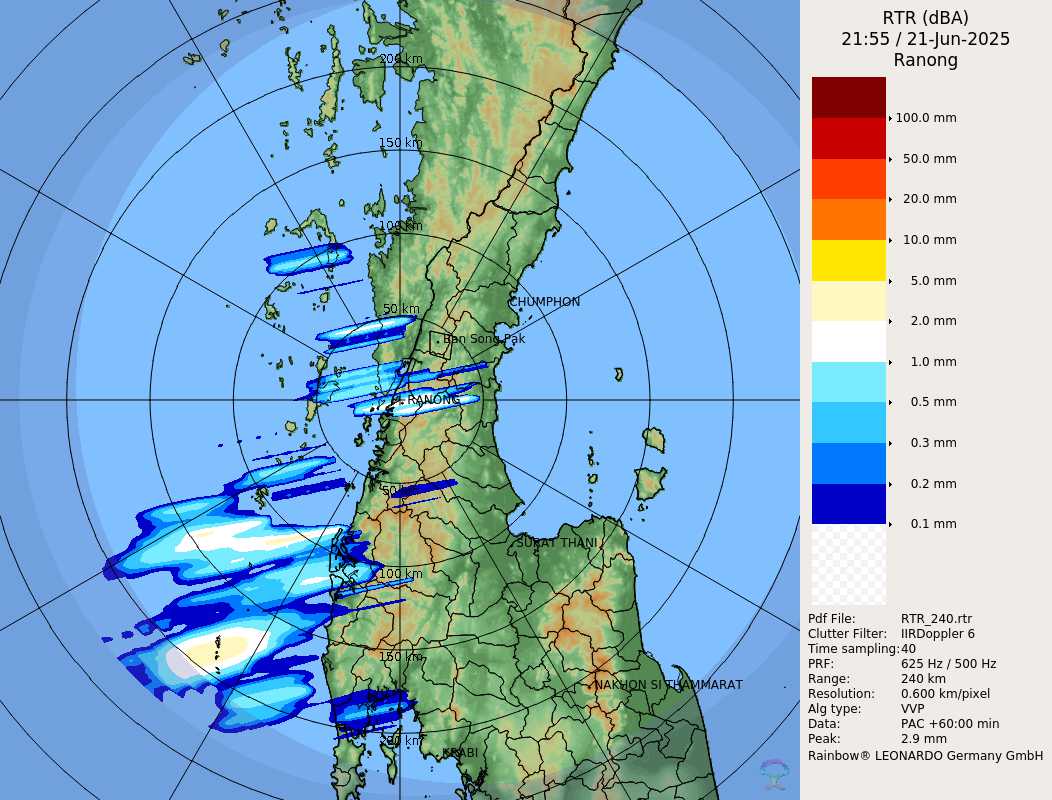 RTR (dBA)
21:55 / 21-Jun-2025
Ranong
100.0 mm
50.0 mm
20.0 mm
10.0 mm
5.0 mm
2.0 mm
1.0 mm
0.5 mm
0.3 mm
0.2 mm
0.1 mm
Pdf File: RTR_240.rtr
Clutter Filter: IIRDoppler 6
Time sampling:40
PRF: 625 Hz / 500 Hz
Range: 240 km
Resolution: 0.600 km/pixel
Alg type: VVP
Data: PAC +60:00 min
Peak: 2.9 mm
Rainbow® LEONARDO Germany GmbH
200 km
150 km
100 km
50 km
CHUMPHON
Ban Song Pak
RANONG
50
SURAT THANI
100 km
150 km
NAKHON SI THAMMARAT
200 km
KRABI